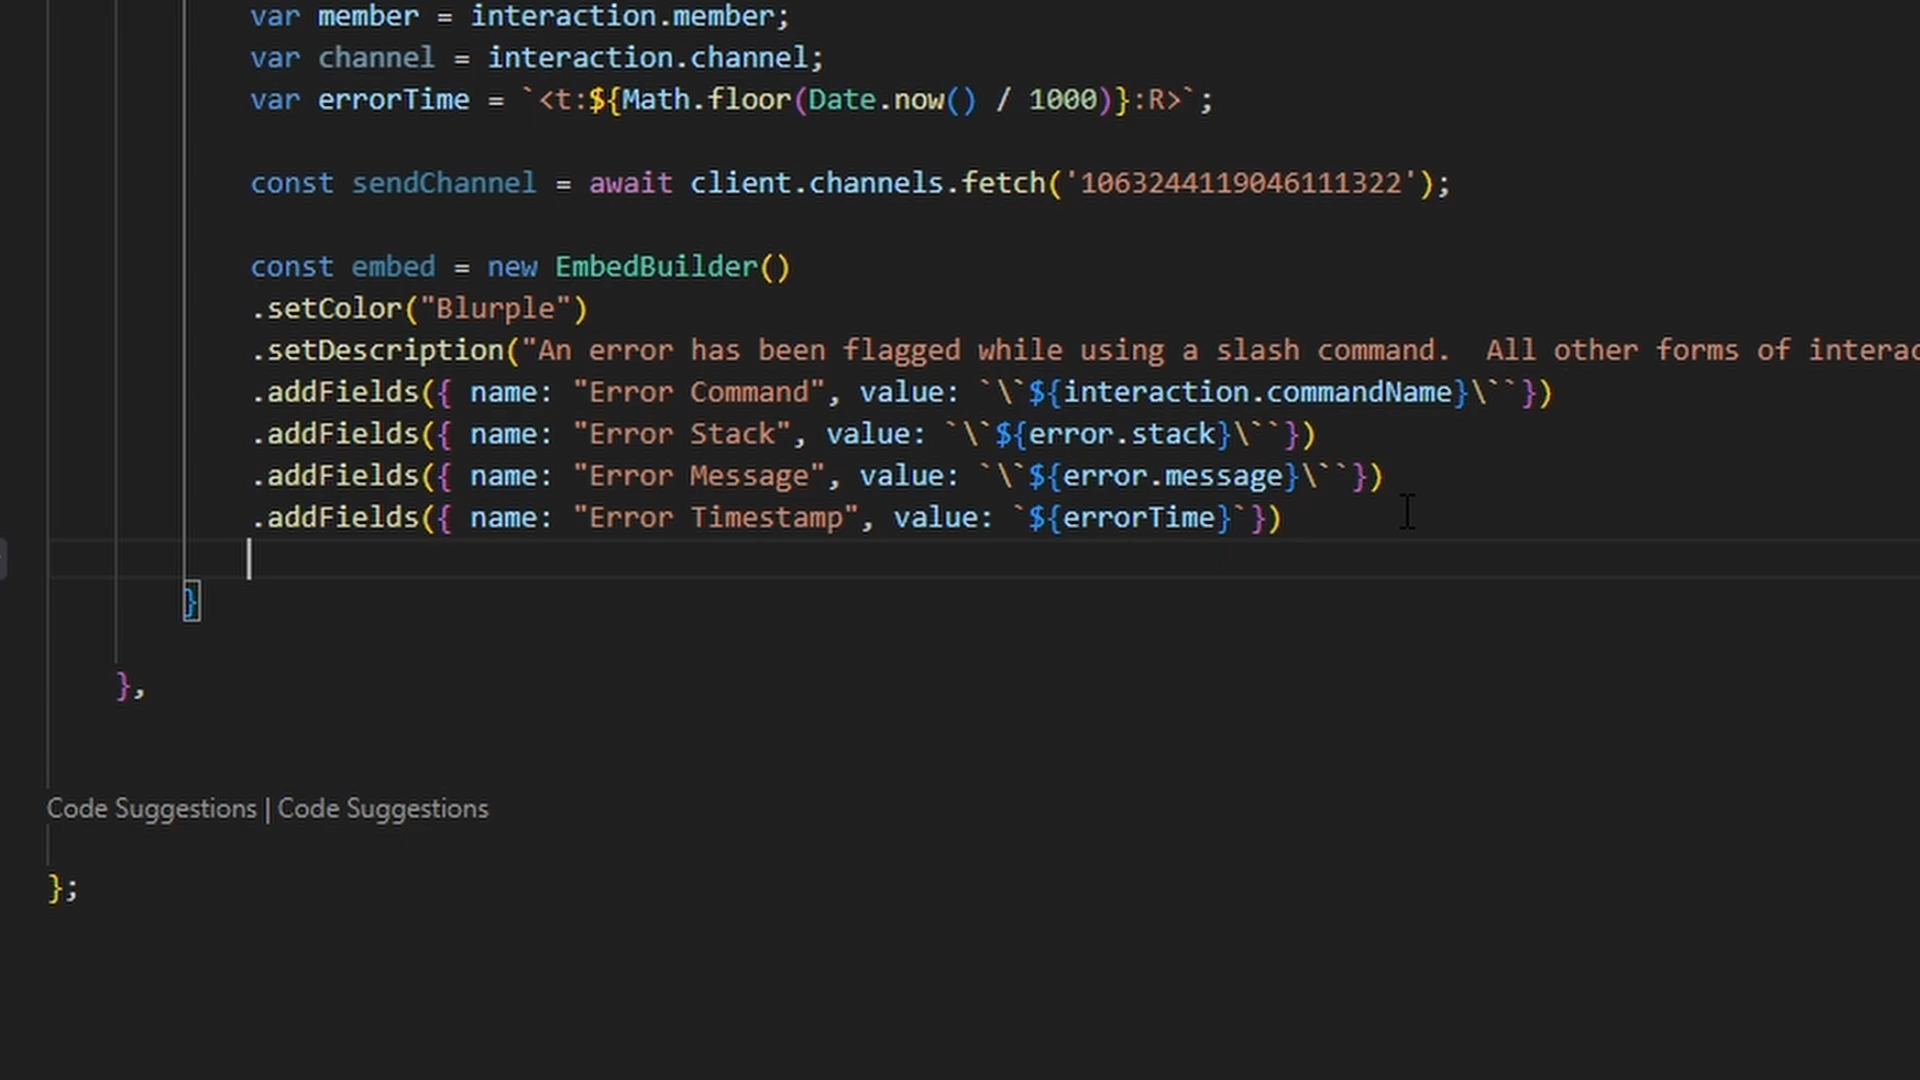 var member = interaction.member;
var channel = interaction.channel;
var errorTime = `<t:${Math.floor(Date.now() / 1000)}:R>`;
const sendChannel = await client.channels.fetch('1063244119046111322');
const embed = new EmbedBuilder()
.setColor("Blurple")
.setDescription("An error has been flagged while using a slash command.  All other forms of interac
.addFields({ name: "Error Command", value: `\`${interaction.commandName}\``})
.addFields({ name: "Error Stack", value: `\`${error.stack}\``})
.addFields({ name: "Error Message", value: `\`${error.message}\``})
.addFields({ name: "Error Timestamp", value: `${errorTime}`})
}
},
Code Suggestions | Code Suggestions
};